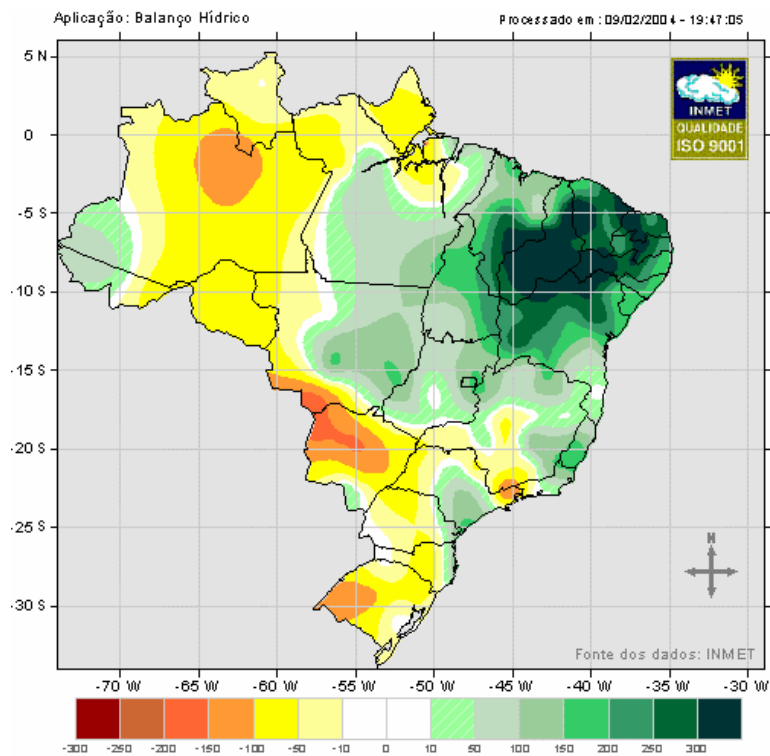 Aplicação: Balanço Hídrico
Processado em : 09/02/2004 - 19:47:05
5 N
0
-5 S
-10 S
-15 S
-20 S
-25 S
-30 S
INMET
QUALIDADE
ISO 9001
N
Fonte dos dados: INMET
-70 W -65 W -60 W -55 W -50 W -45 W -40 W -35 W -30 W
-300 -250 -150 -100 -50 -10 0 10 50 100 150 200 250 300